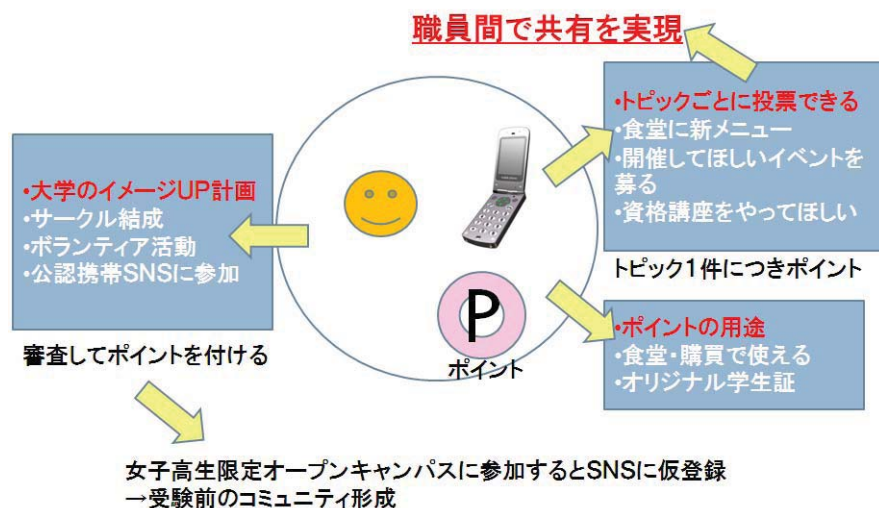 職員間で共有を実現
•トピックごとに投票できる
•食堂に新メニュー
•開催してほしいイベントを
募る
•資格講座をやってほしい
トピック1件につきポイント
•大学のイメージUP計画
•サークル結成
•ボランティア活動
•公認携帯SNSに参加
審査してポイントを付ける
P
ポイント
•ポイントの用途
•食堂・購買で使える
•オリジナル学生証
女子高生限定オープンキャンパスに参加するとSNSに仮登録
→受験前のコミュニティ形成